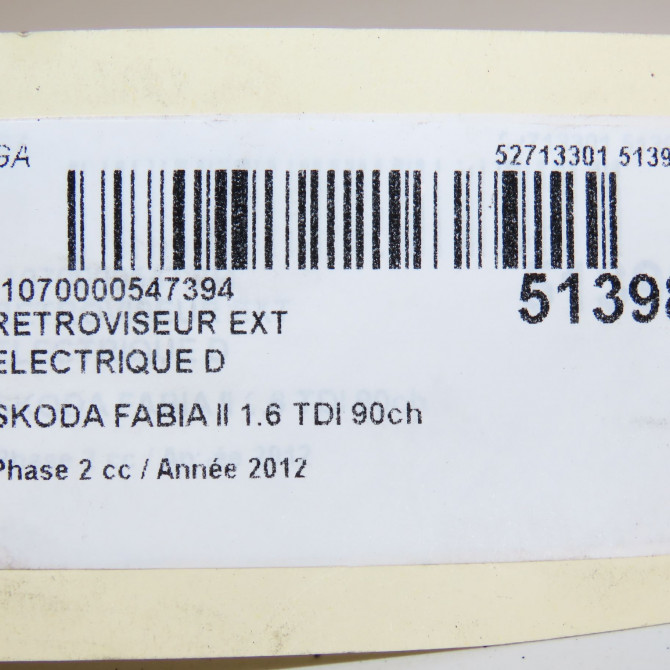 GA
52713301 5139
1070000547394
5139
RETROVISEUR EXT
ELECTRIQUE D
SKODA FABIA II 1.6 TDI 90ch
Phase 2 cc / Année 2012